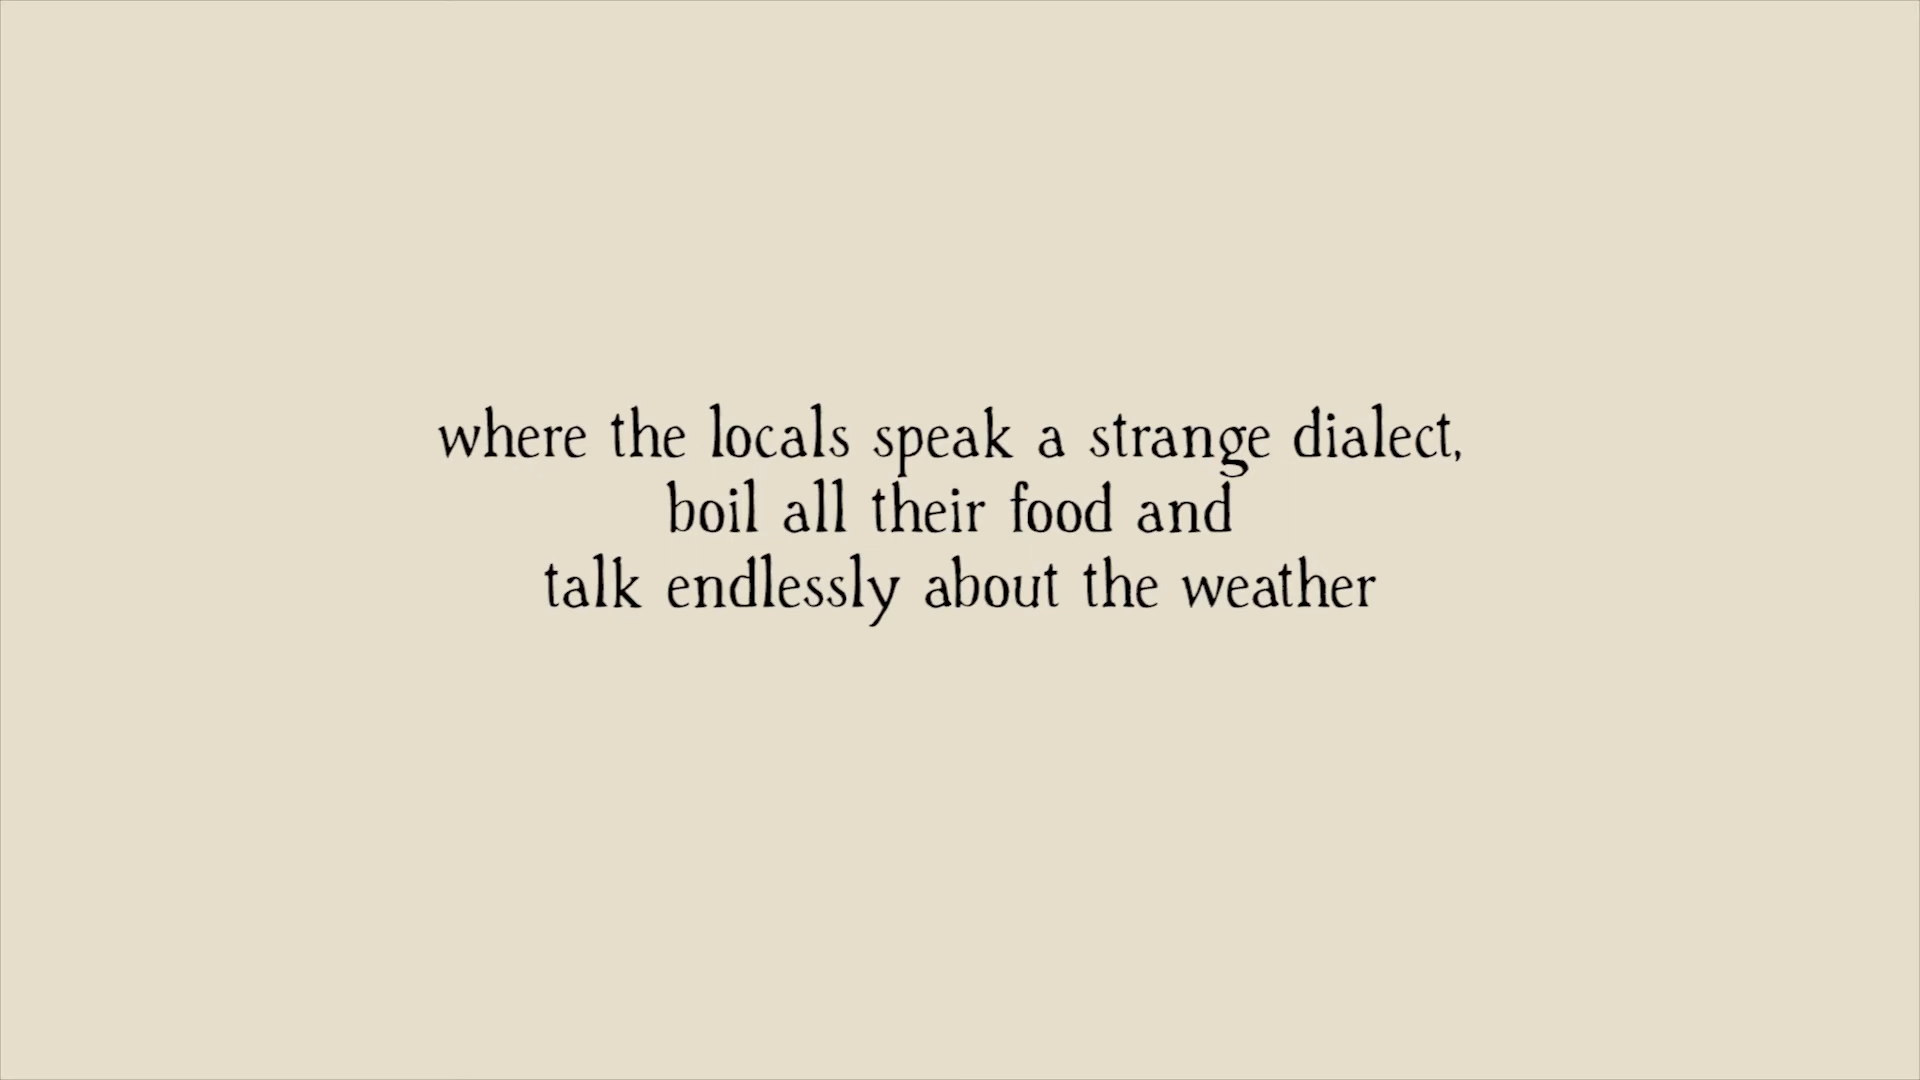 where the locals speak a strange dialect,
boil all their food and
talk endlessly about the weather